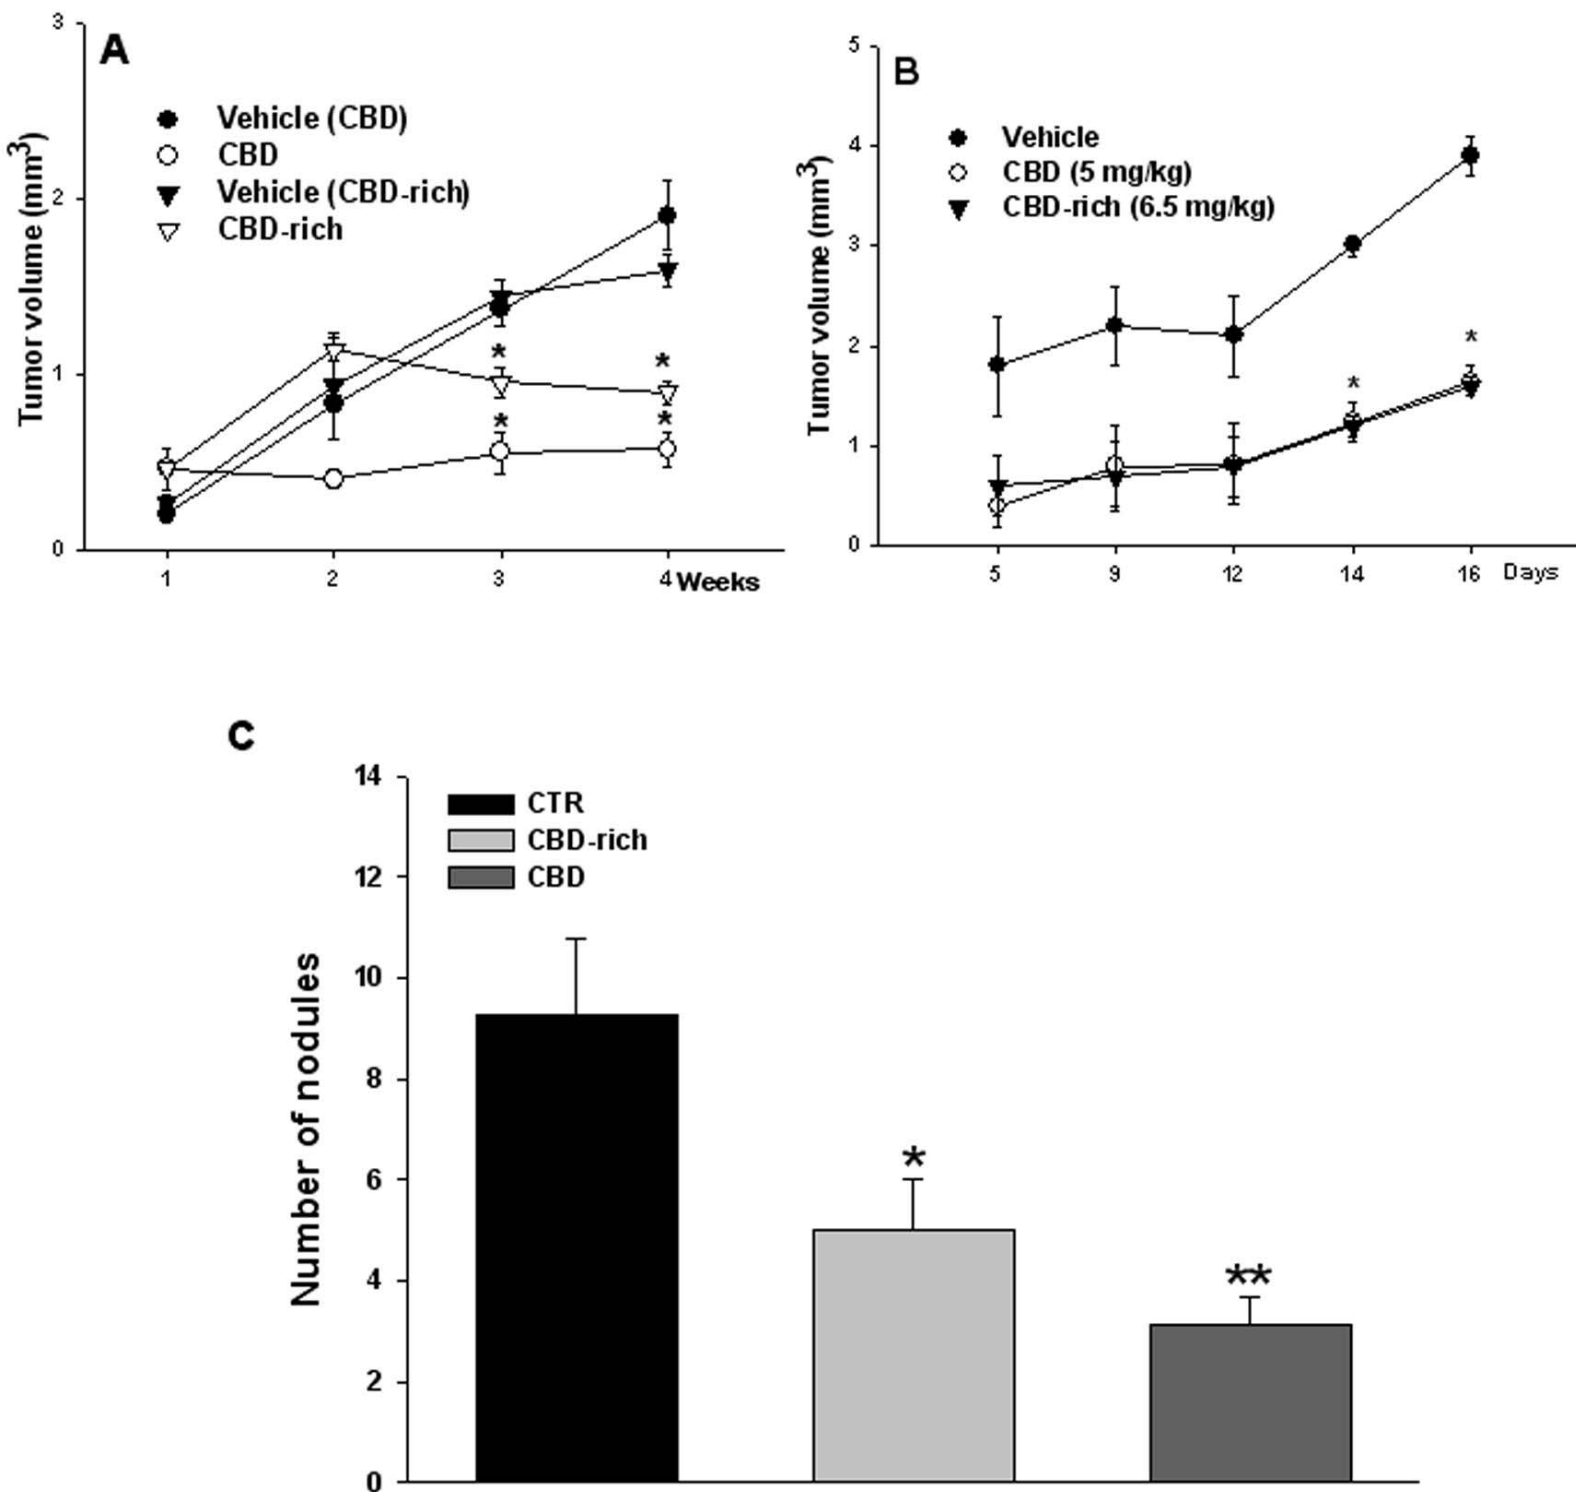 A
3
2
1
0
Tumor volume (mm3)
Vehicle (CBD)
CBD
Vehicle (CBD-rich)
CBD-rich
*
*
*
*
1 2 3 4 Weeks
B
5
4
3
2
1
0
Tumor volume (mm3)
Vehicle
CBD (5 mg/kg)
CBD-rich (6.5 mg/kg)
*
*
5 9 12 14 16 Days
C
14
12
10
8
6
4
2
0
Number of nodules
CTR
CBD-rich
CBD
*
**